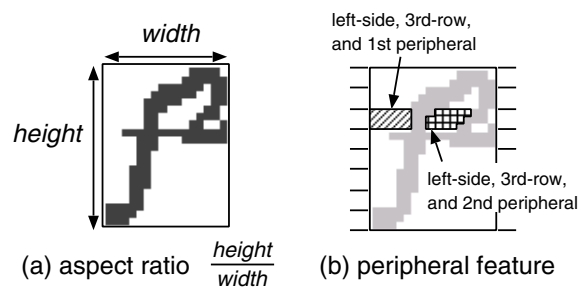 width
height
(a) aspect ratio height
width
left-side, 3rd-row,
and 1st peripheral
left-side, 3rd-row,
and 2nd peripheral
(b) peripheral feature